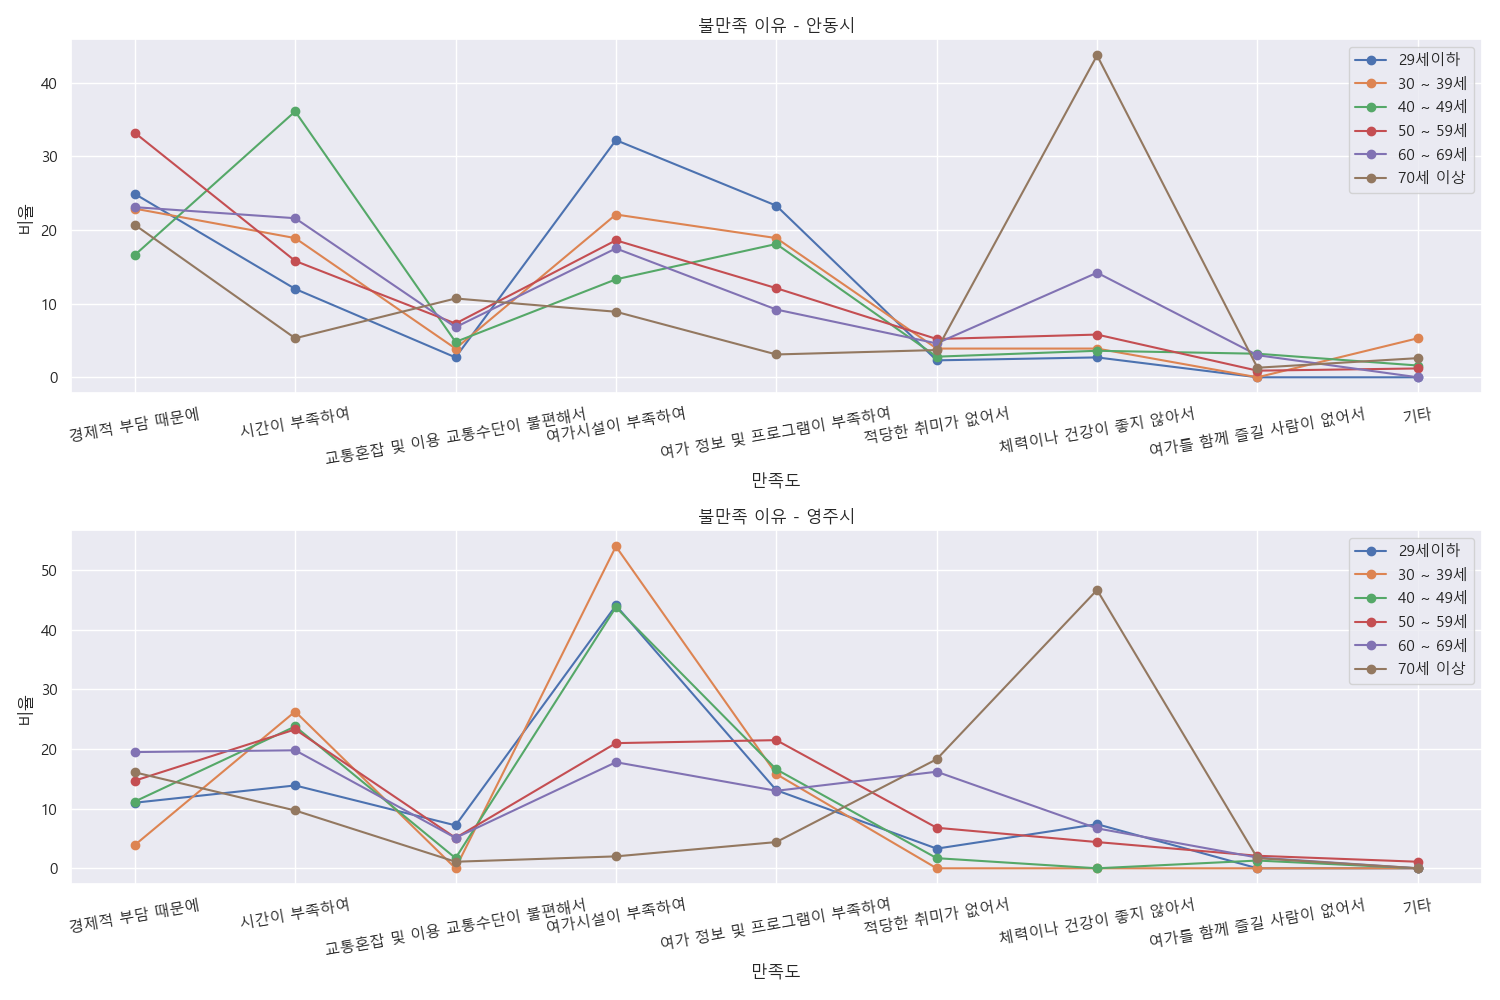 불만족 이유 - 안동시
비율
40
30
20
10
0
29세이하
30 ~ 39세
40 ~ 49세
50 ~ 59세
60 ~ 69세
70세 이상
경제적 부담 때문에
시간이 부족하여
교통혼잡 및 이용 교통수단이 불편해서
여가시설이 부족하여
여가 정보 및 프로그램이 부족하여
적당한 취미가 없어서
체력이나 건강이 좋지 않아서
여가를 함께 즐길 사람이 없어서
기타
만족도
불만족 이유 - 영주시
비율
50
40
30
20
10
0
29세이하
30 ~ 39세
40 ~ 49세
50 ~ 59세
60 ~ 69세
70세 이상
경제적 부담 때문에
시간이 부족하여
교통혼잡 및 이용 교통수단이 불편해서
여가시설이 부족하여
여가 정보 및 프로그램이 부족하여
적당한 취미가 없어서
체력이나 건강이 좋지 않아서
여가를 함께 즐길 사람이 없어서
기타
만족도